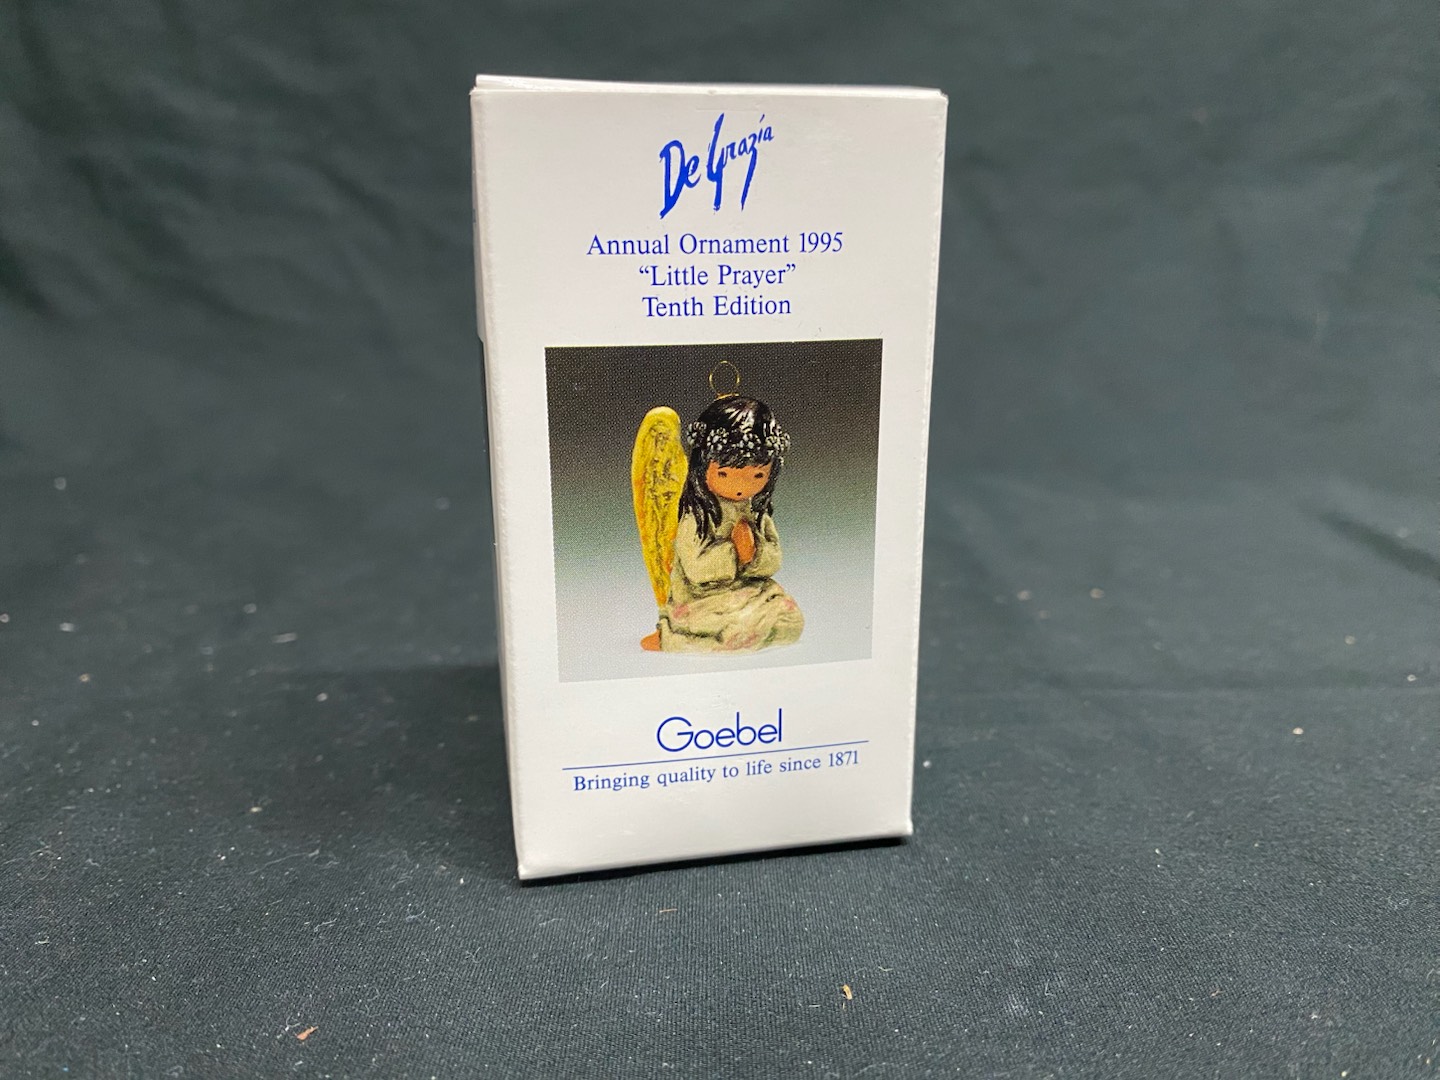 De Grazia
Annual Ornament 1995
“Little Prayer”
Tenth Edition
Goebel
Bringing quality to life since 1871